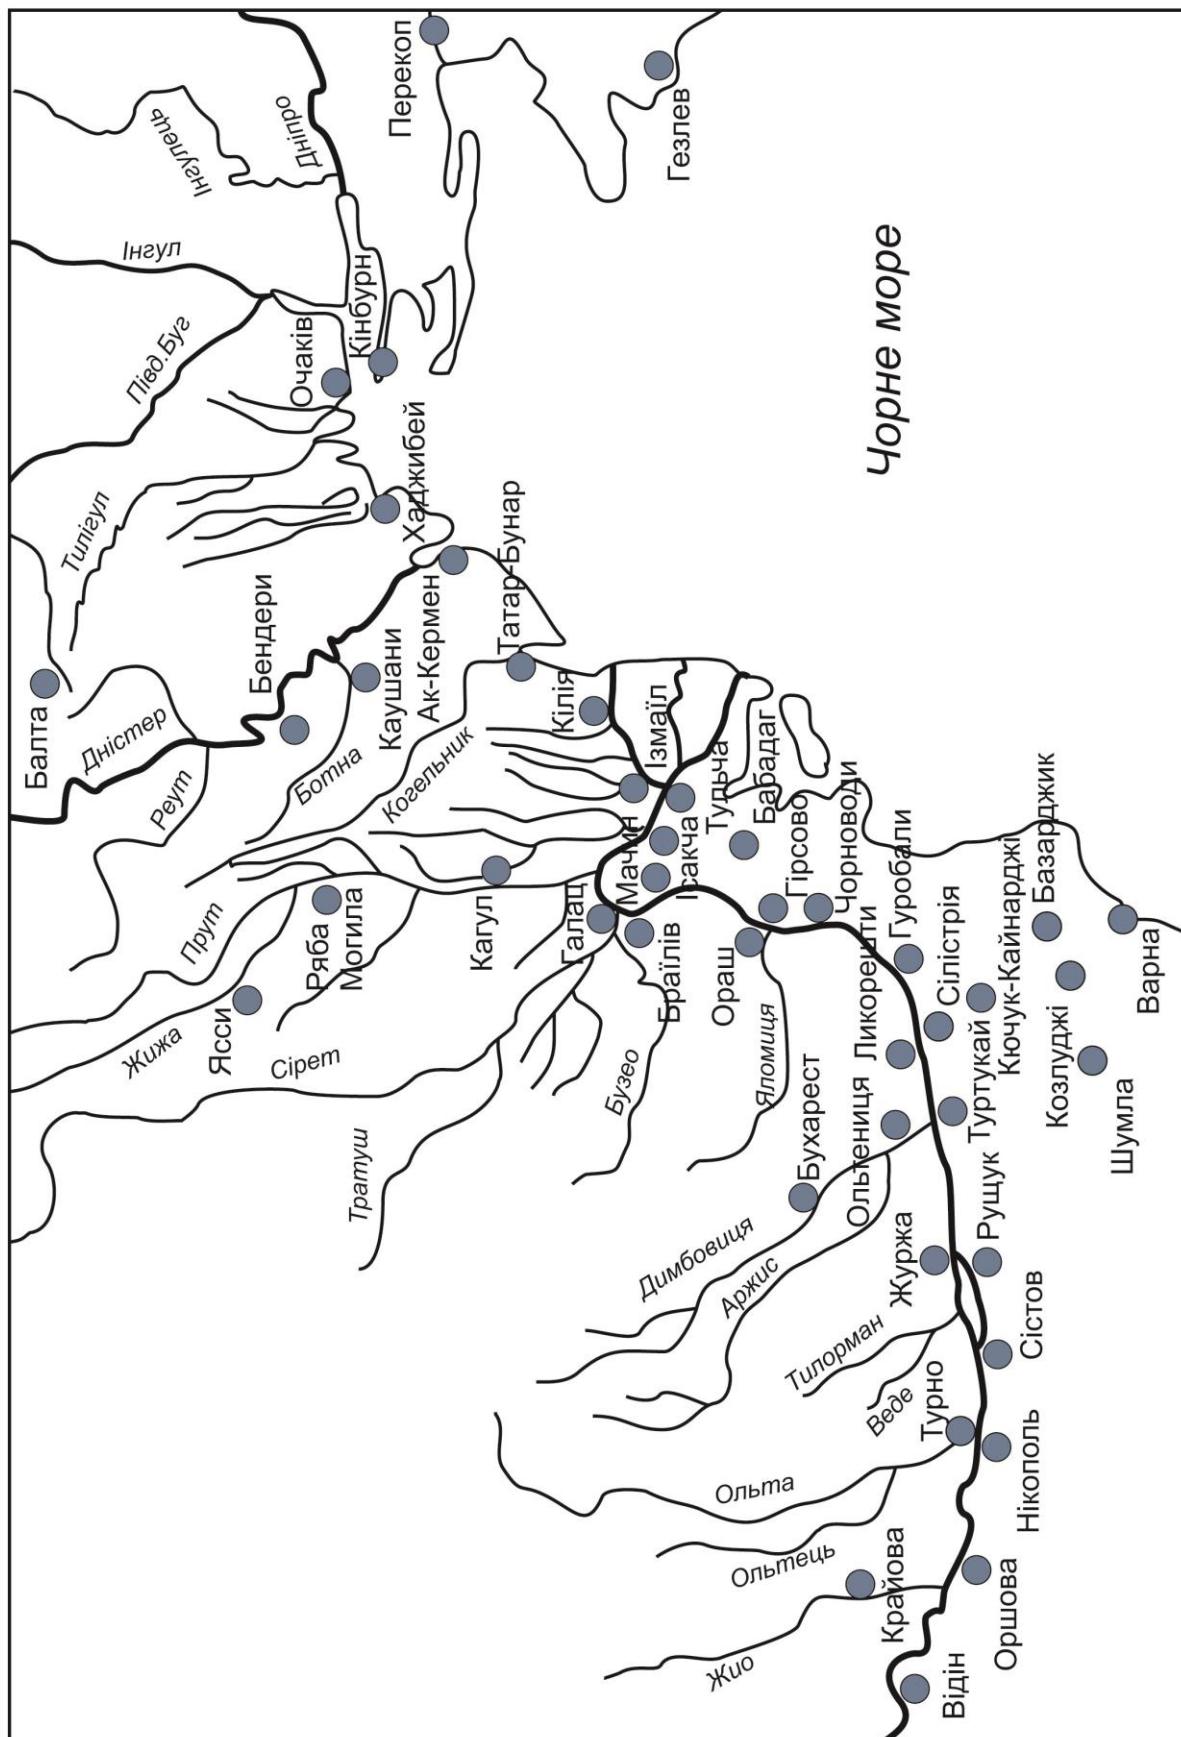 Перекоп
Гезлев
Дніпро
Інгулець
Інгул
Півд.Буг
Очаків
Кінбурн
Чорне море
Хаджибей
Тилігул
Балта
Бендери
Каушани
Ак-Кермен
Татар-Бунар
Дністер
Реут
Ботна
Когельник
Кілія
Ізмаїл
Тульча
Бабадаг
Прут
Ряба
Могила
Кагул
Галац
Мачин
Ісакча
Гірсово
Чорноводи
Гуробали
Базарджик
Жижа
Ясси
Сірет
Браїлів
Ораш
Ликорешти
Сілістрія
Кючук-Кайнарджі
Варна
Тратуш
Бузео
Яломиця
Бухарест
Ольтениця
Туртукай
Козлуджі
Шумла
Димбовиця
Аржис
Журжа
Рущук
Тилорман
Веде
Турно
Сістов
Ольта
Ольтець
Нікополь
Жио
Крайова
Оршова
Відін